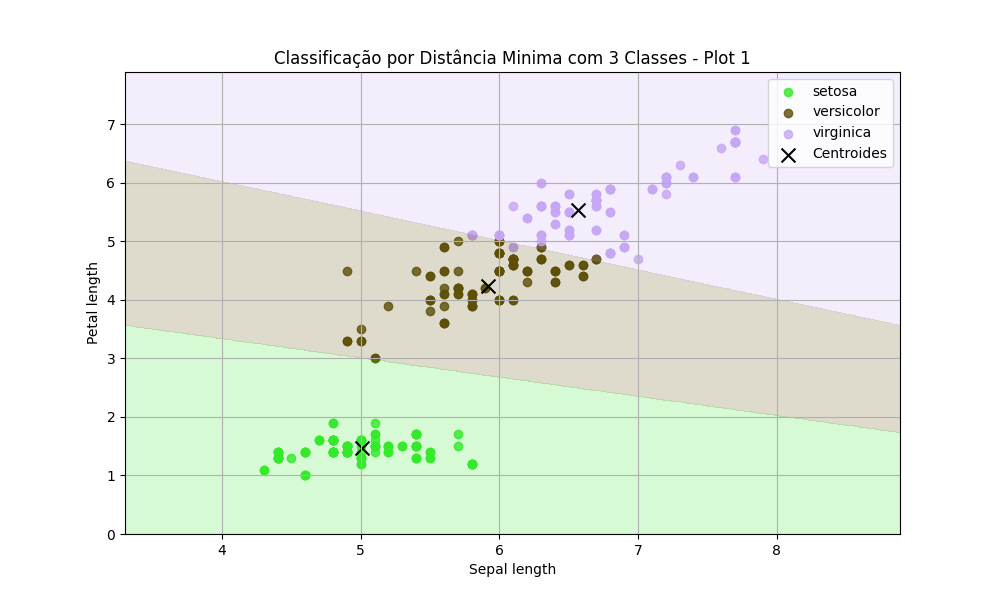 Classificação por Distância Minima com 3 Classes - Plot 1
setosa
versicolor
virginica
Centroides
Petal length
7
6
5
4
3
2
1
0
4 5 6 7 8
Sepal length